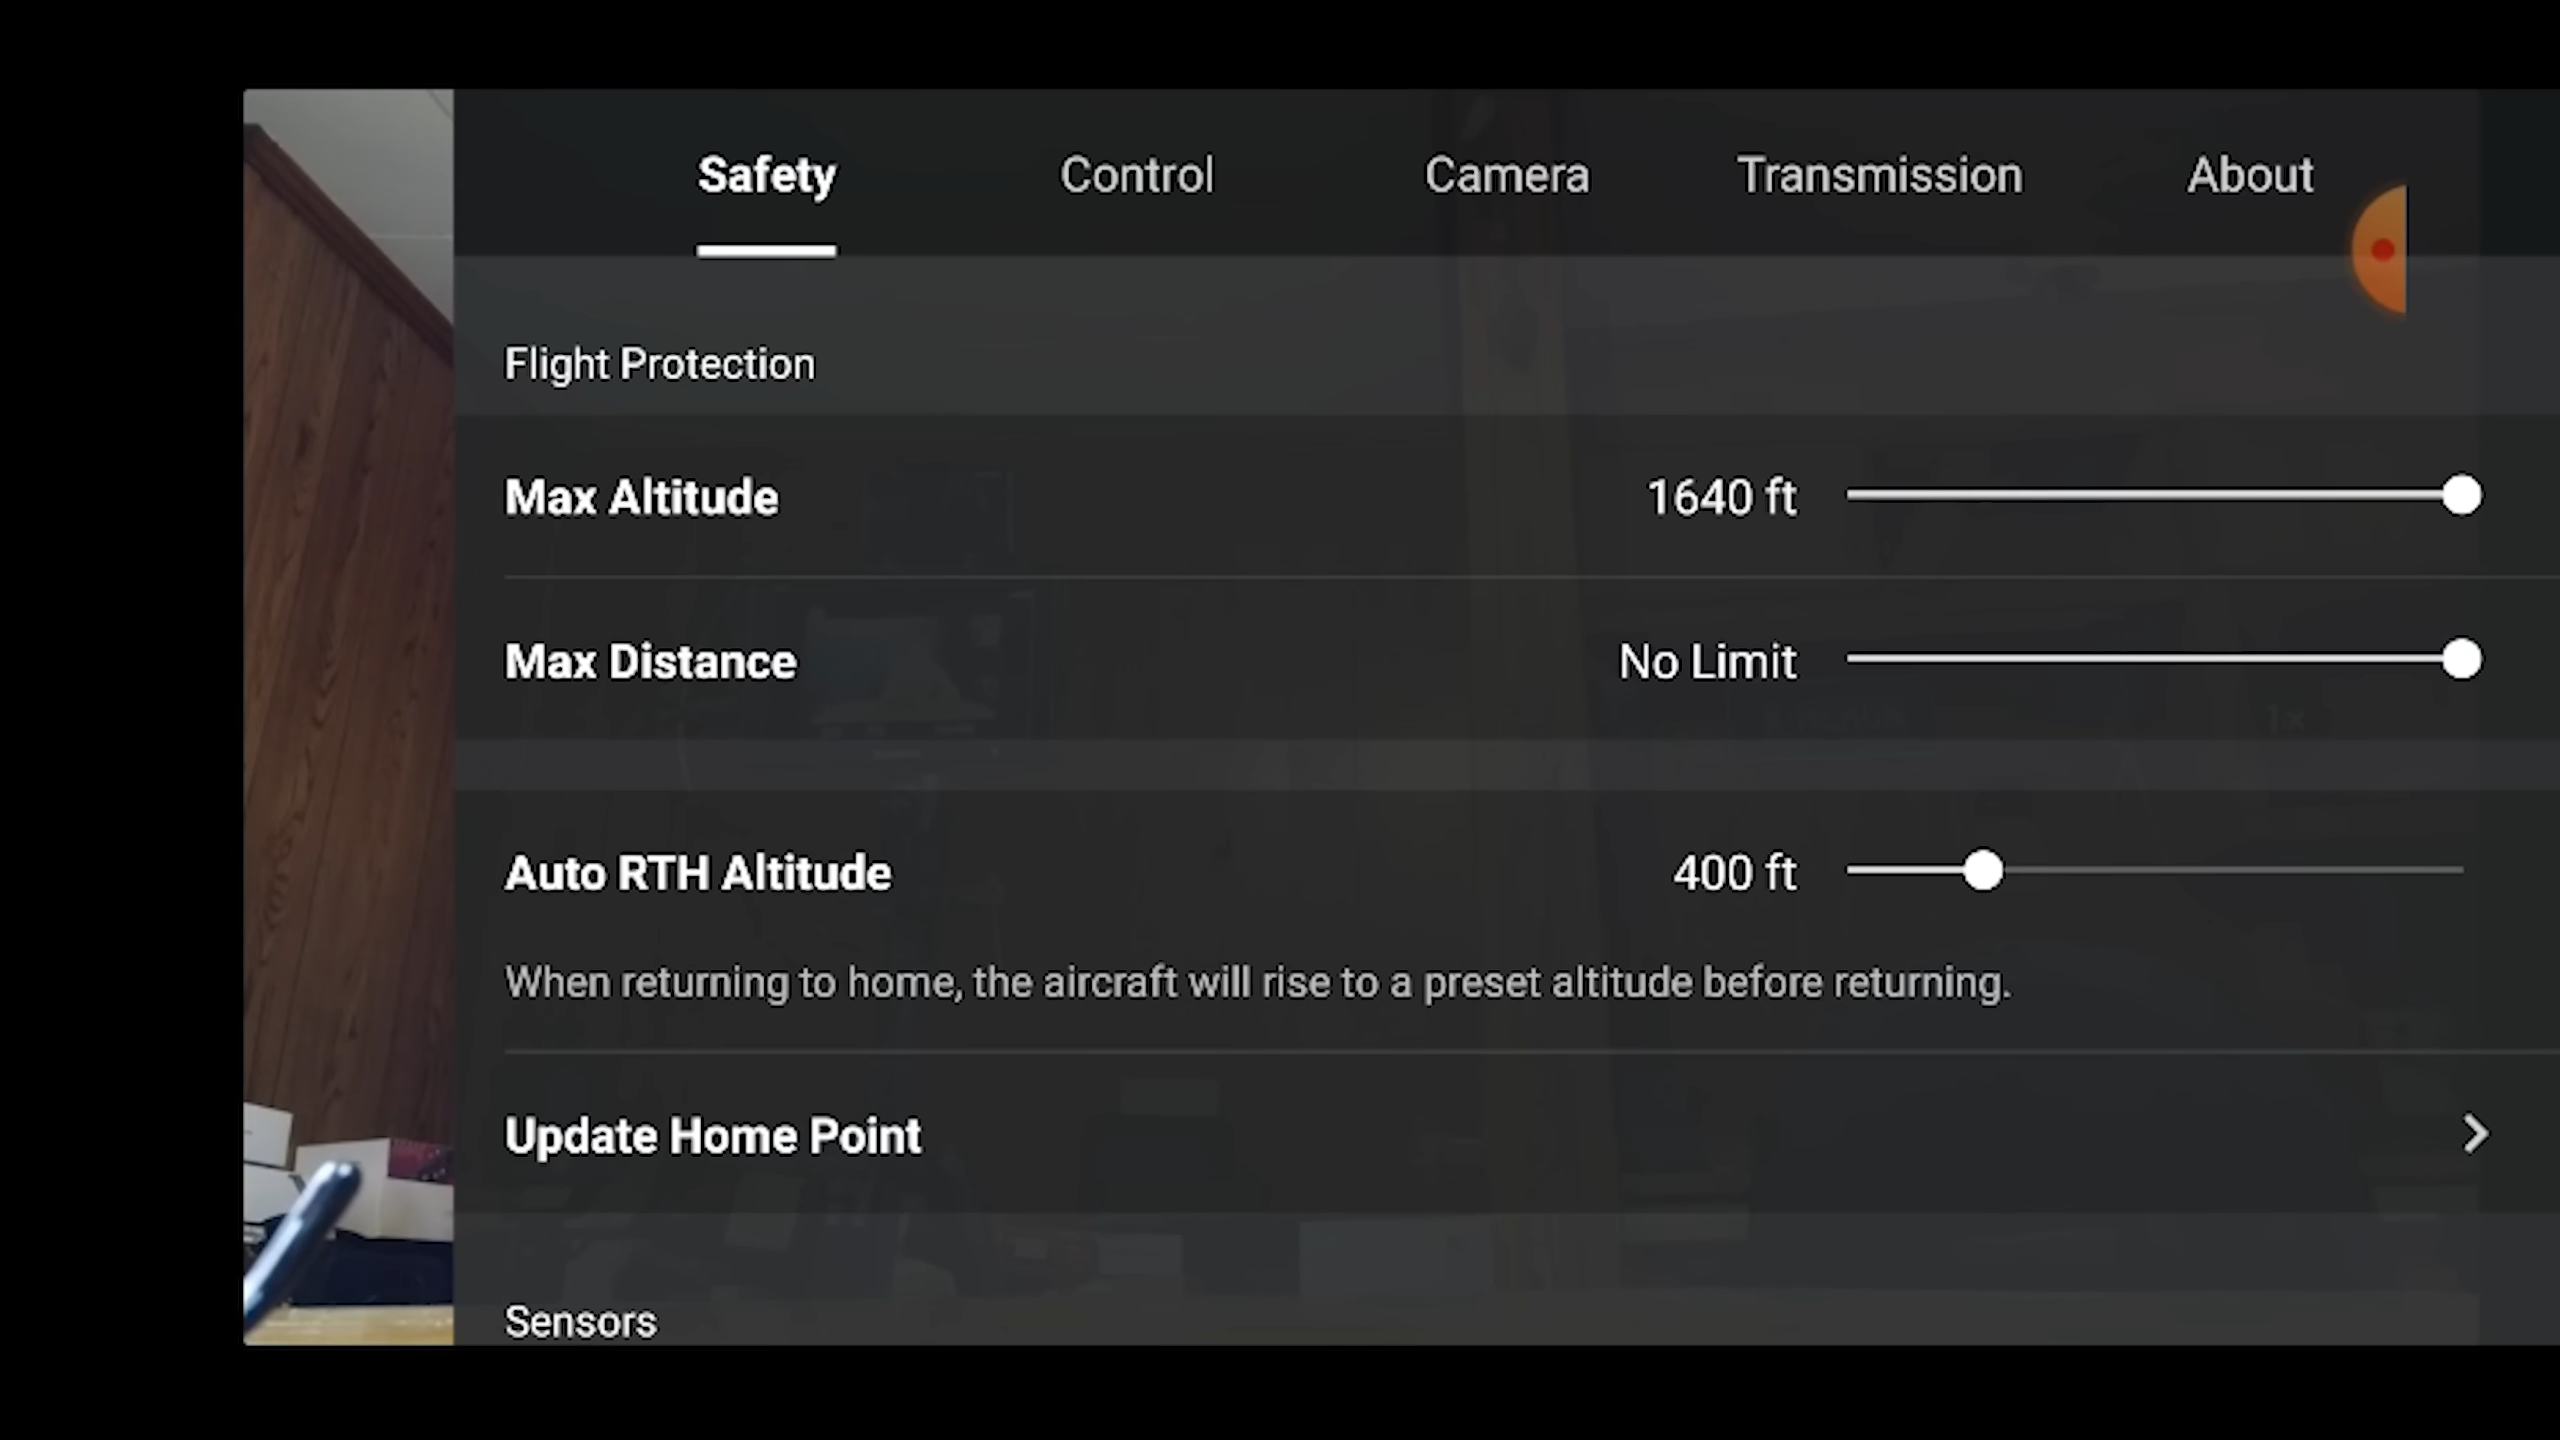 Safety Control Camera Transmission About
Flight Protection
Max Altitude 1640 ft
Max Distance No Limit
Auto RTH Altitude 400 ft
When returning to home, the aircraft will rise to a preset altitude before returning.
Update Home Point
Sensors